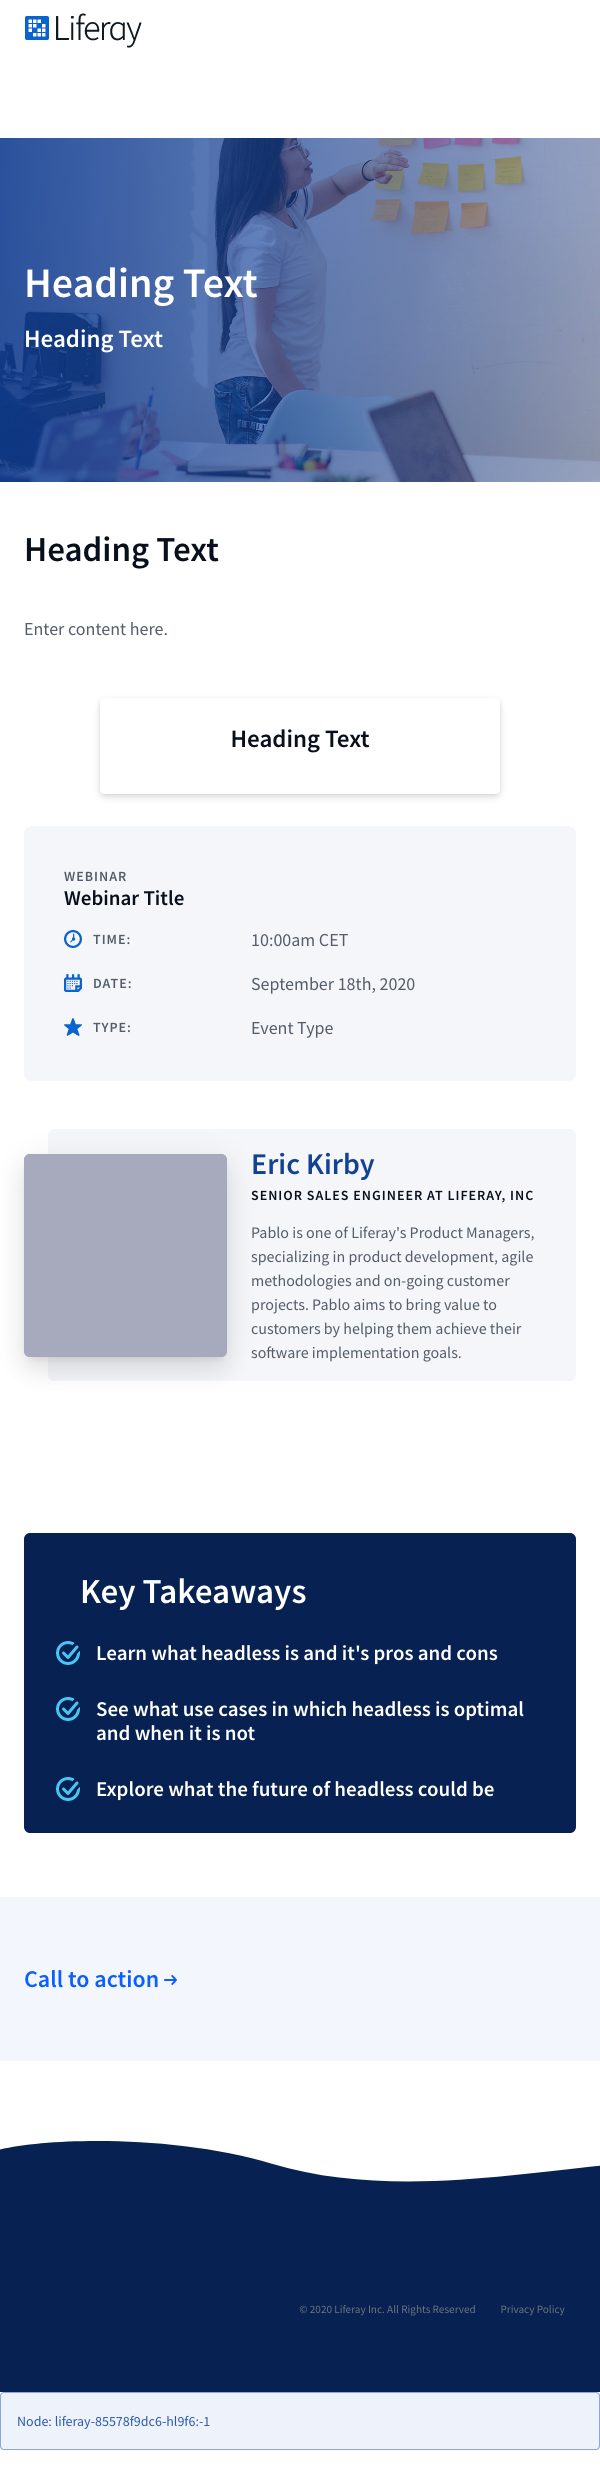 Liferay
Heading Text
Heading Text
Heading Text
Enter content here.
Heading Text
WEBINAR
Webinar Title
TIME: 10:00am CET
DATE: September 18th, 2020
TYPE: Event Type
Eric Kirby
SENIOR SALES ENGINEER AT LIFERAY, INC
Pablo is one of Liferay's Product Managers,
specializing in product development, agile
methodologies and on-going customer
projects. Pablo aims to bring value to
customers by helping them achieve their
software implementation goals.
Key Takeaways
Learn what headless is and it's pros and cons
See what use cases in which headless is optimal
and when it is not
Explore what the future of headless could be
Call to action →
© 2020 Liferay Inc. All Rights Reserved Privacy Policy
Node: liferay-85578f9dc6-hl9f6:-1